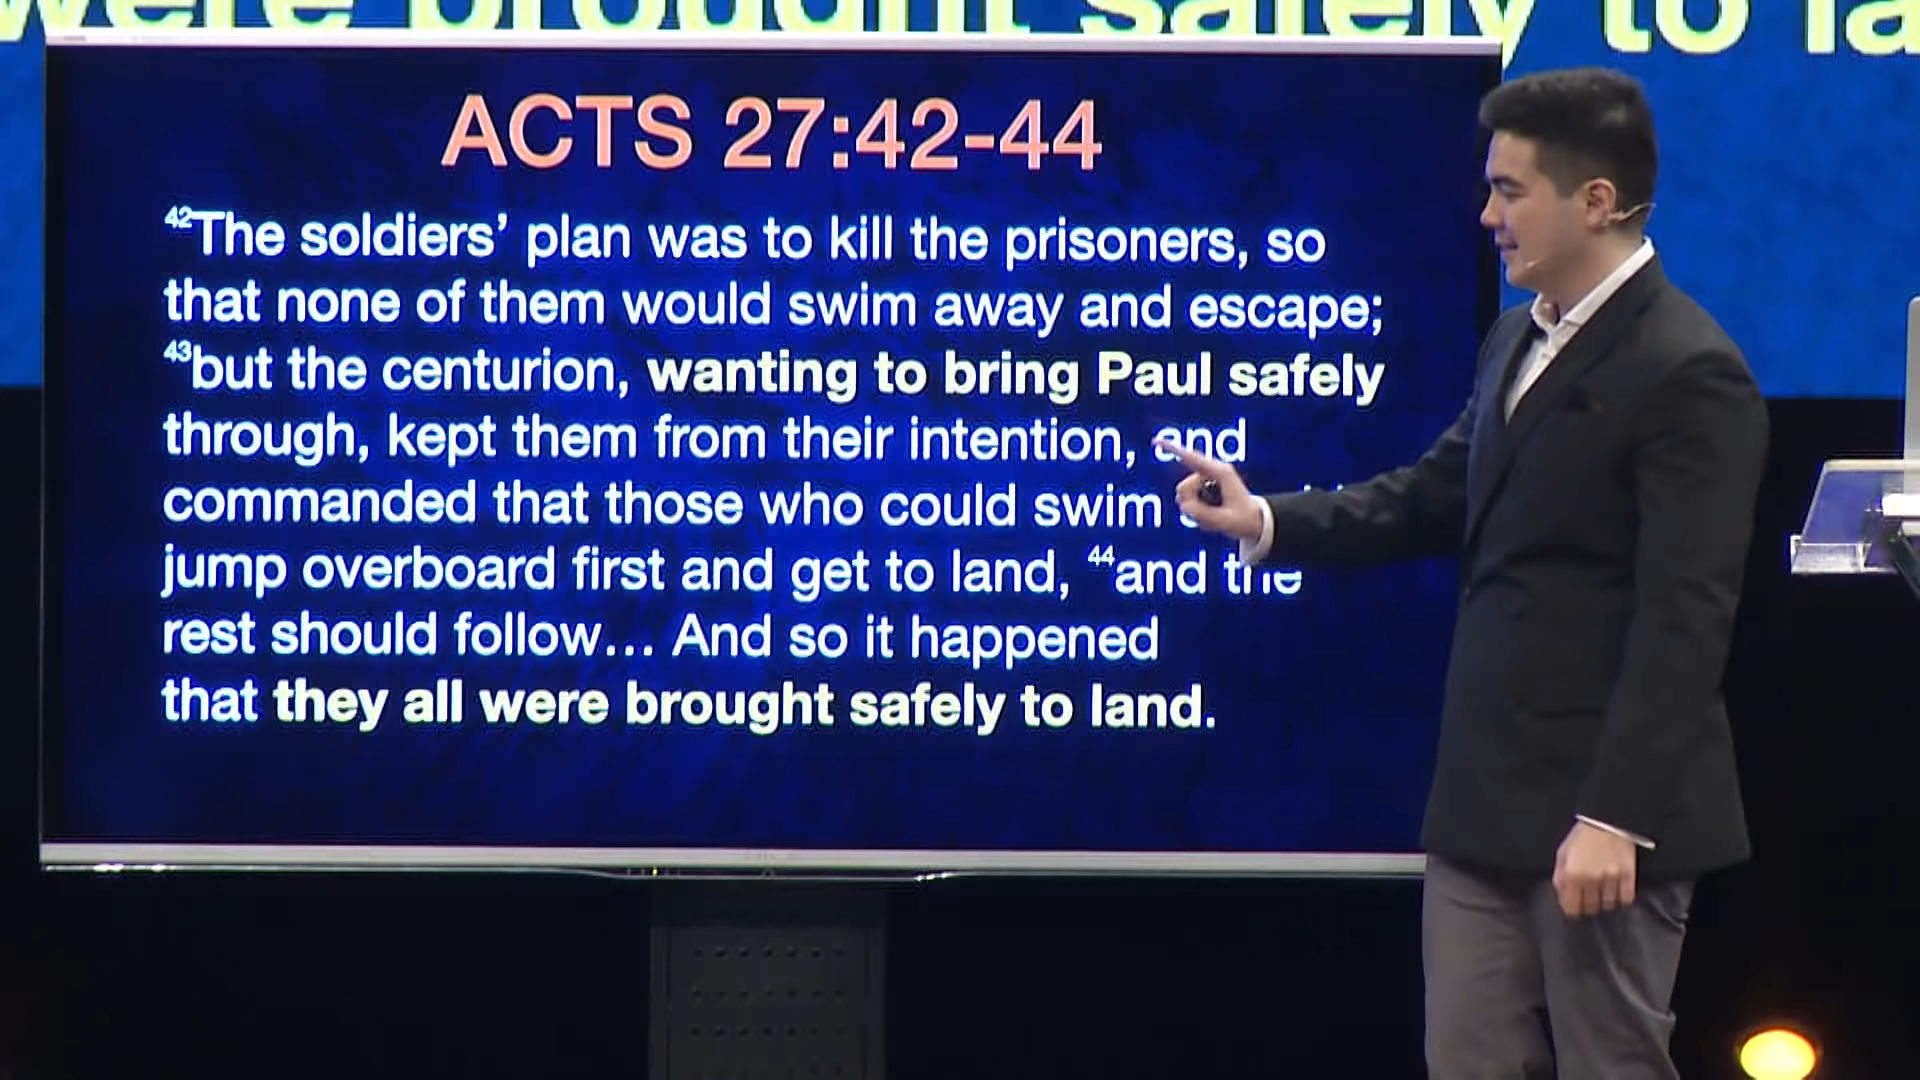 were brought safely to la
ACTS 27:42-44
42The soldiers’ plan was to kill the prisoners, so
that none of them would swim away and escape;
43but the centurion, wanting to bring Paul safely
through, kept them from their intention, and
commanded that those who could swim
jump overboard first and get to land, 44and the
rest should follow... And so it happened
that they all were brought safely to land.